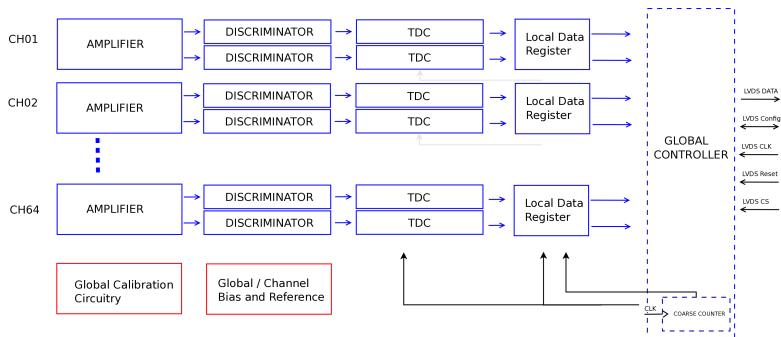 CH01
AMPLIFIER
DISCRIMINATOR
TDC
DISCRIMINATOR
TDC
Local Data
Register
CH02
AMPLIFIER
DISCRIMINATOR
TDC
DISCRIMINATOR
TDC
Local Data
Register
CH64
AMPLIFIER
DISCRIMINATOR
TDC
DISCRIMINATOR
TDC
Local Data
Register
GLOBAL
CONTROLLER
LVDS DATA
LVDS Config
LVDS CLK
LVDS Reset
LVDS CS
Global Calibration
Circuitry
Global / Channel
Bias and Reference
CLK
COARSE COUNTER